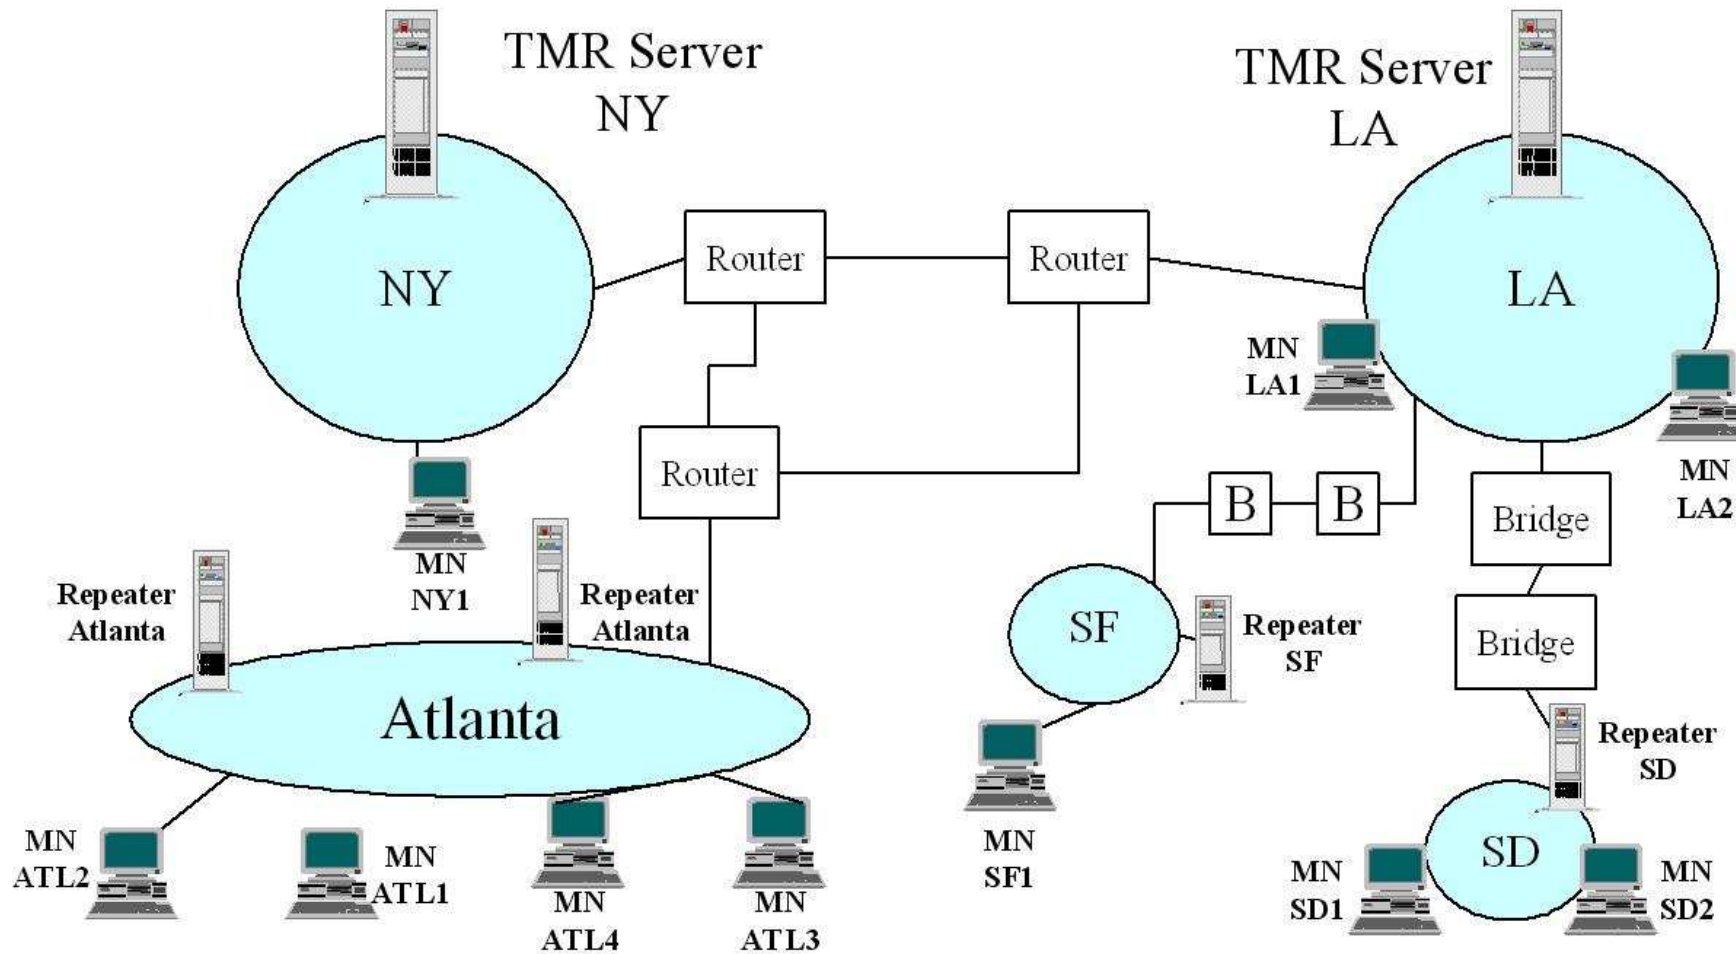 TMR Server
NY
TMR Server
LA
NY
Router
Router
LA
MN
LA1
MN
LA2
Router
B
B
Bridge
MN
NY1
Repeater
Atlanta
Repeater
Atlanta
SF
Repeater
SF
Bridge
Atlanta
Repeater
SD
MN
ATL2
MN
ATL1
MN
ATL4
MN
ATL3
MN
SF1
SD
MN
SD1
MN
SD2